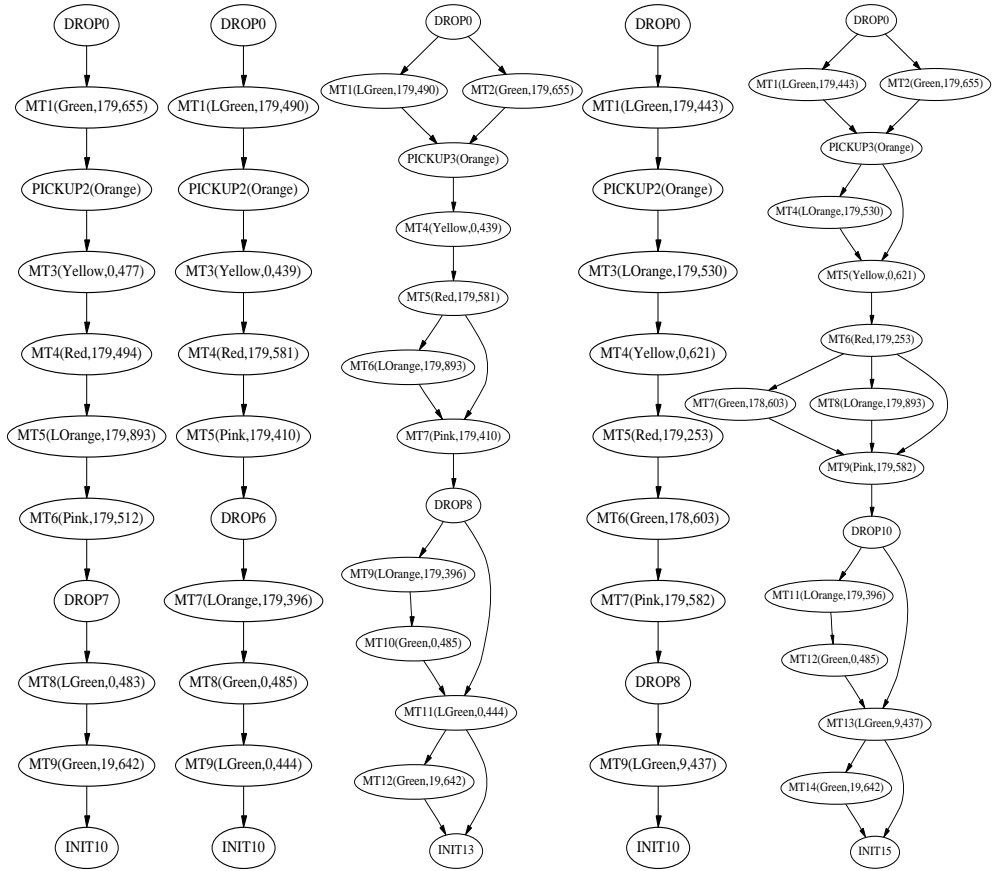 DROP0
MT1(Green,179,655)
PICKUP2(Orange)
MT3(Yellow,0,477)
MT4(Red,179,494)
MT5(LOrange,179,893)
MT6(Pink,179,512)
DROP7
MT8(LGreen,0,483)
MT9(Green,19,642)
INIT10
DROP0
MT1(LGreen,179,490)
PICKUP2(Orange)
MT3(Yellow,0,439)
MT4(Red,179,581)
MT5(Pink,179,410)
DROP6
MT7(LOrange,179,396)
MT8(Green,0,485)
MT9(LGreen,0,444)
INIT10
DROP0
MT1(LGreen,179,490)
MT2(Green,179,655)
PICKUP3(Orange)
MT4(Yellow,0,439)
MT5(Red,179,581)
MT6(LOrange,179,893)
MT7(Pink,179,410)
DROP8
MT9(LOrange,179,396)
MT10(Green,0,485)
MT11(LGreen,0,444)
MT12(Green,19,642)
INIT13
DROP0
MT1(LGreen,179,443)
PICKUP2(Orange)
MT3(LOrange,179,530)
MT4(Yellow,0,621)
MT5(Red,179,253)
MT6(Green,178,603)
MT7(Pink,179,582)
DROP8
MT9(LGreen,9,437)
INIT10
DROP0
MT1(LGreen,179,443)
MT2(Green,179,655)
PICKUP3(Orange)
MT4(LOrange,179,530)
MT5(Yellow,0,621)
MT6(Red,179,253)
MT7(Green,178,603)
MT8(LOrange,179,893)
MT9(Pink,179,582)
DROP10
MT11(LOrange,179,396)
MT12(Green,0,485)
MT13(LGreen,9,437)
MT14(Green,19,642)
INIT15